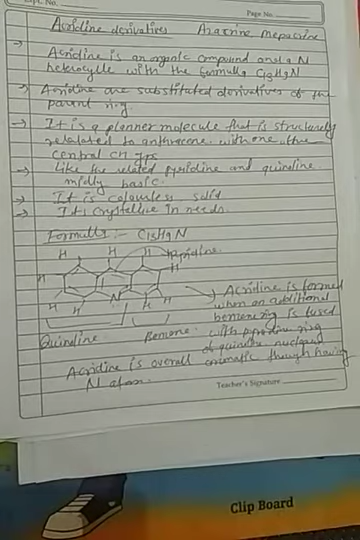 Page No.
Acridine derivatives
→ Acridine is an organic compound and a N
heterocycle with the formula C13H9N
→ Acridine are substituted derivatives of the
parent ring.
→ It is a planner molecule that is structurally
related to anthracene with one of the
central CH gps
→ Like the related pyridine and quinoline
mildly basic.
→ It is colourless solid
→ It is crystelline in needs.
Formulla :- C13H9N
H H H pyridine
H H
H H N H H
→ Acridine is formed
when an additional
benzene ring is fused
with pyridine ring
of quinoline nucleus
Quinoline Benzene
Acridine is overall aromatic though having
N atom.
Teacher's Signature
Clip Board